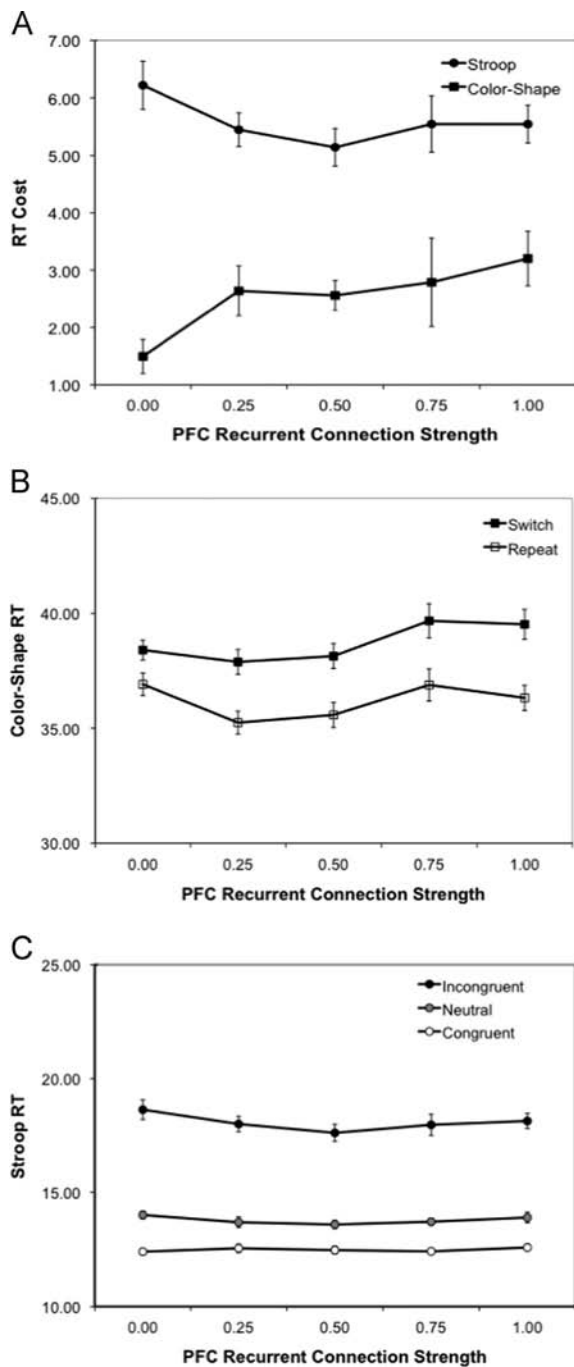 A
7.00
6.00
5.00
4.00
3.00
2.00
1.00
RT Cost
Stroop
Color-Shape
0.00 0.25 0.50 0.75 1.00
PFC Recurrent Connection Strength
B
45.00
40.00
35.00
30.00
Color-Shape RT
Switch
Repeat
0.00 0.25 0.50 0.75 1.00
PFC Recurrent Connection Strength
C
25.00
20.00
15.00
10.00
Stroop RT
Incongruent
Neutral
Congruent
0.00 0.25 0.50 0.75 1.00
PFC Recurrent Connection Strength